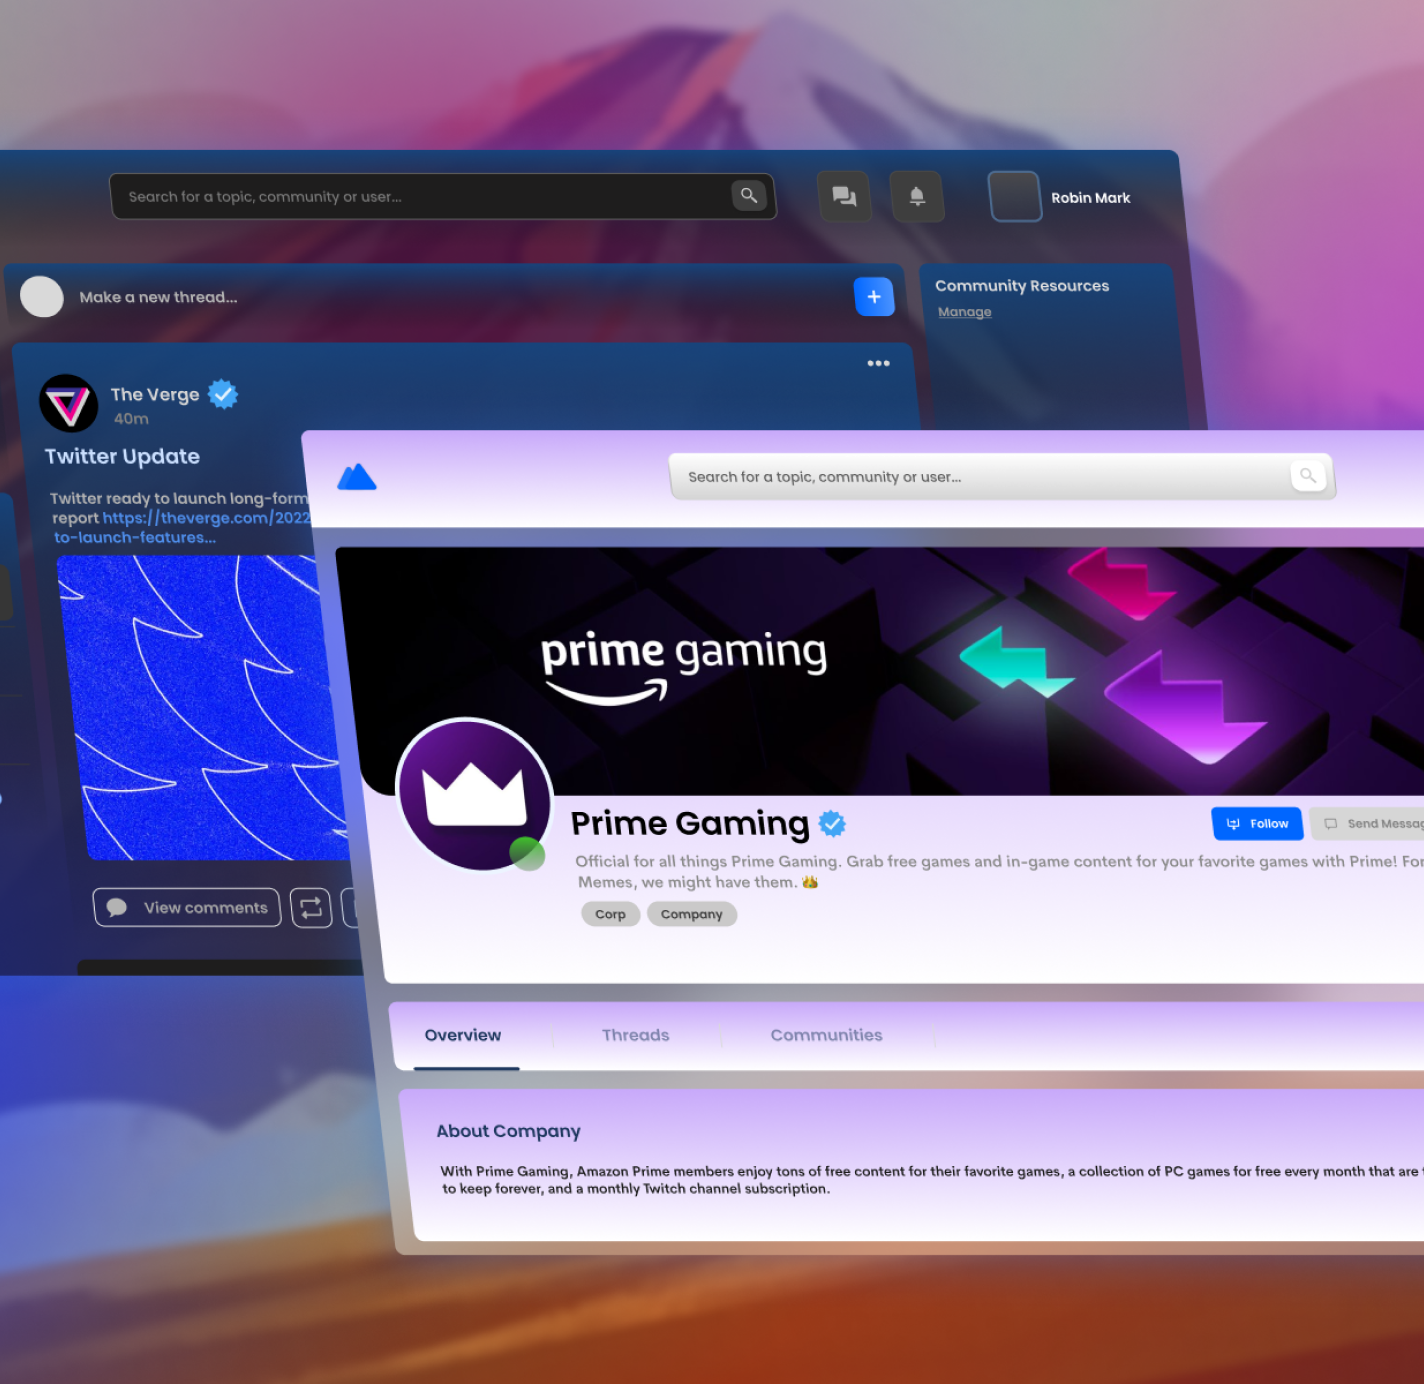 Search for a topic, community or user...
Robin Mark
Make a new thread...
Community Resources
Manage
The Verge
40m
Twitter Update
Twitter ready to launch long-form
report https://theverge.com/2022
to-launch-features...
View comments
Search for a topic, community or user...
prime gaming
Prime Gaming
Follow
Send Messag
Official for all things Prime Gaming. Grab free games and in-game content for your favorite games with Prime! For
Memes, we might have them.
Corp
Company
Overview
Threads
Communities
About Company
With Prime Gaming, Amazon Prime members enjoy tons of free content for their favorite games, a collection of PC games for free every month that are
to keep forever, and a monthly Twitch channel subscription.